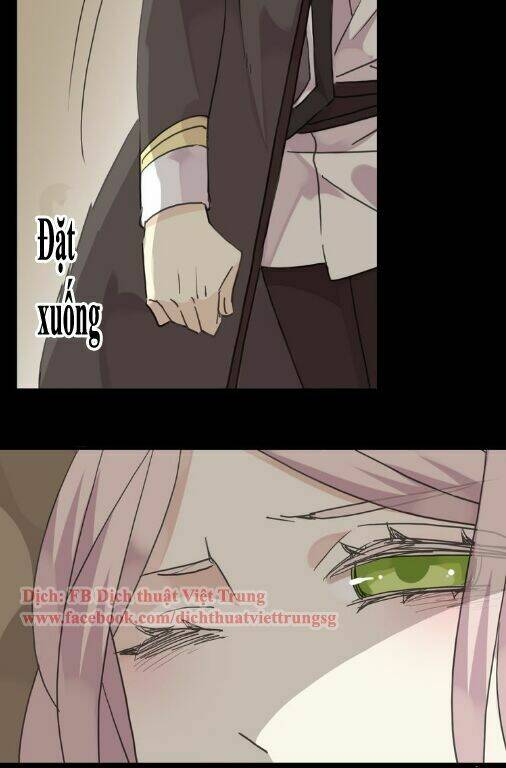 Đặt
xuống
Dịch: FB Dịch thuật Việt Trung
www.facebook.com/dichthuatviettrungsg